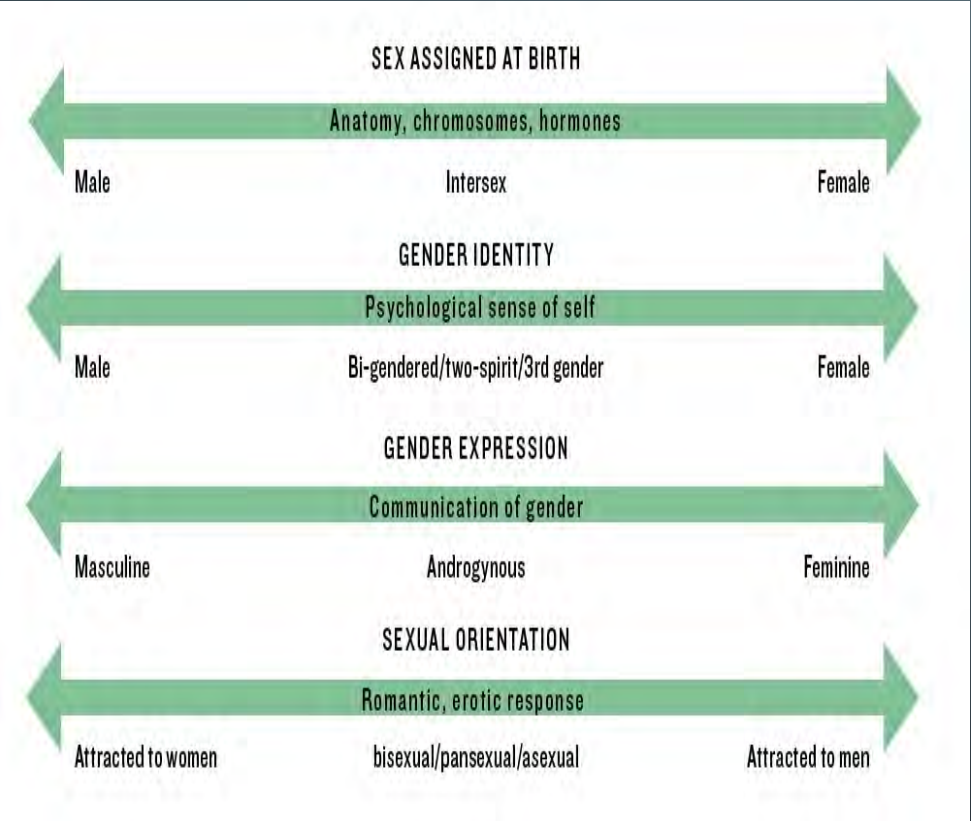 SEX ASSIGNED AT BIRTH
Anatomy, chromosomes, hormones
Male Intersex Female
GENDER IDENTITY
Psychological sense of self
Male Bi-gendered/two-spirit/3rd gender Female
GENDER EXPRESSION
Communication of gender
Masculine Androgynous Feminine
SEXUAL ORIENTATION
Romantic, erotic response
Attracted to women bisexual/pansexual/asexual Attracted to men